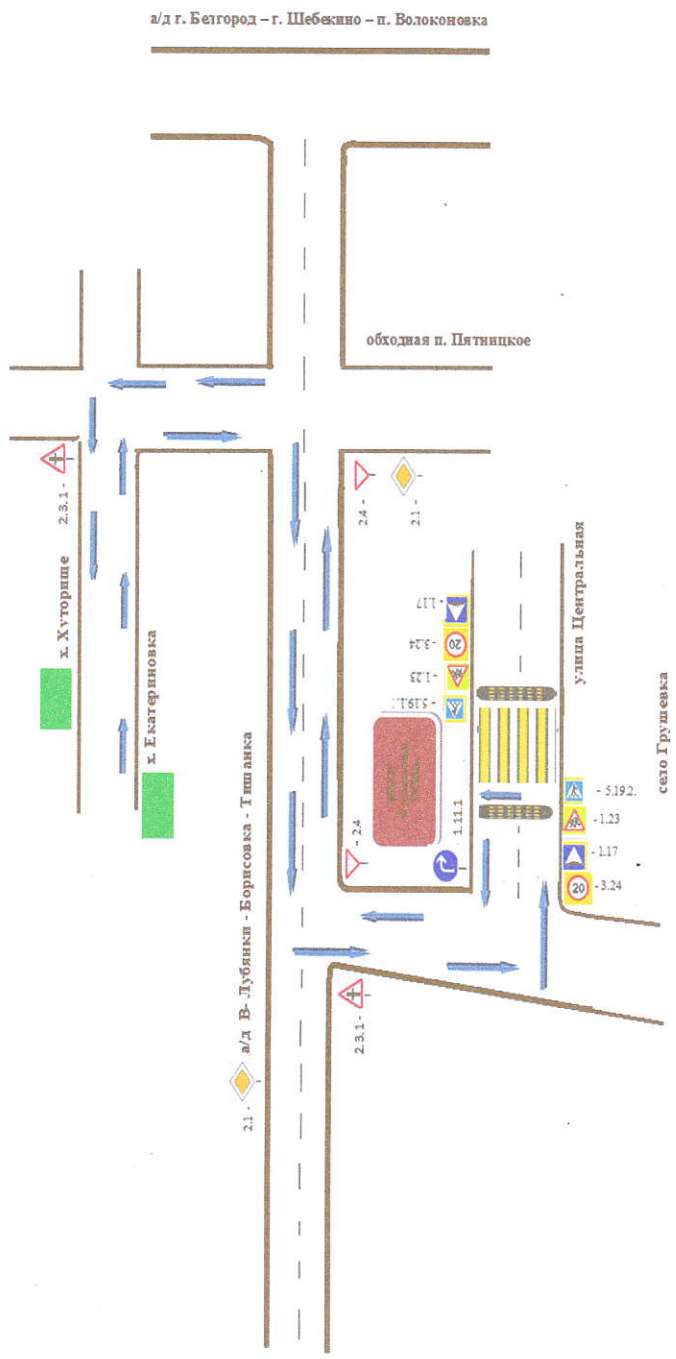 а/д г. Белгород – г. Шебекино – п. Волоконовка
обходная п. Пятницкое
2.3.1 -
х. Хуторище
х. Екатериновка
2.4 -
2.1 -
- 1.17
20
- 3.24
- 1.23
- 5.19.1.
улица Центральная
село Грушевка
а/д В- Лубянки - Борисовка - Тишанка
- 2.4
1.11.1
- 5.19.2.
- 1.23
- 1.17
20
- 3.24
2.3.1 -
2.1 -